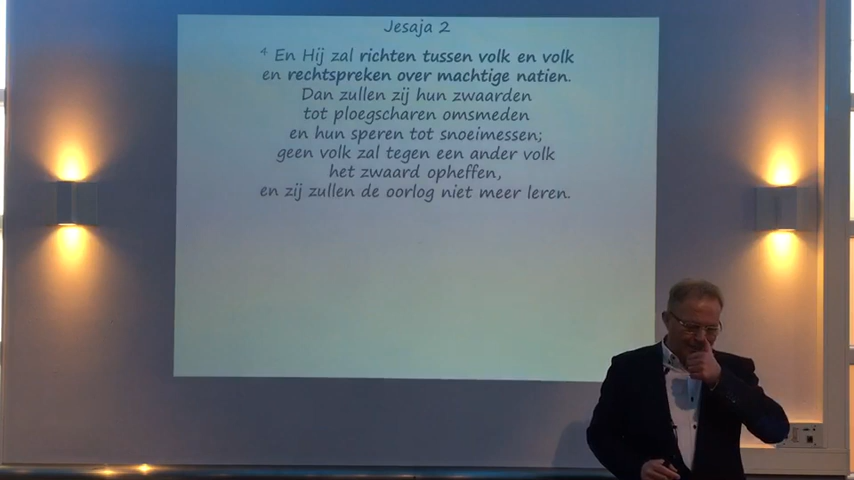 Jesaja 2
4 En Hij zal richten tussen volk en volk
en rechtspreken over machtige natien.
Dan zullen zij hun zwaarden
tot ploegscharen omsmeden
en hun speren tot snoeimessen;
geen volk zal tegen een ander volk
het zwaard opheffen,
en zij zullen de oorlog niet meer leren.